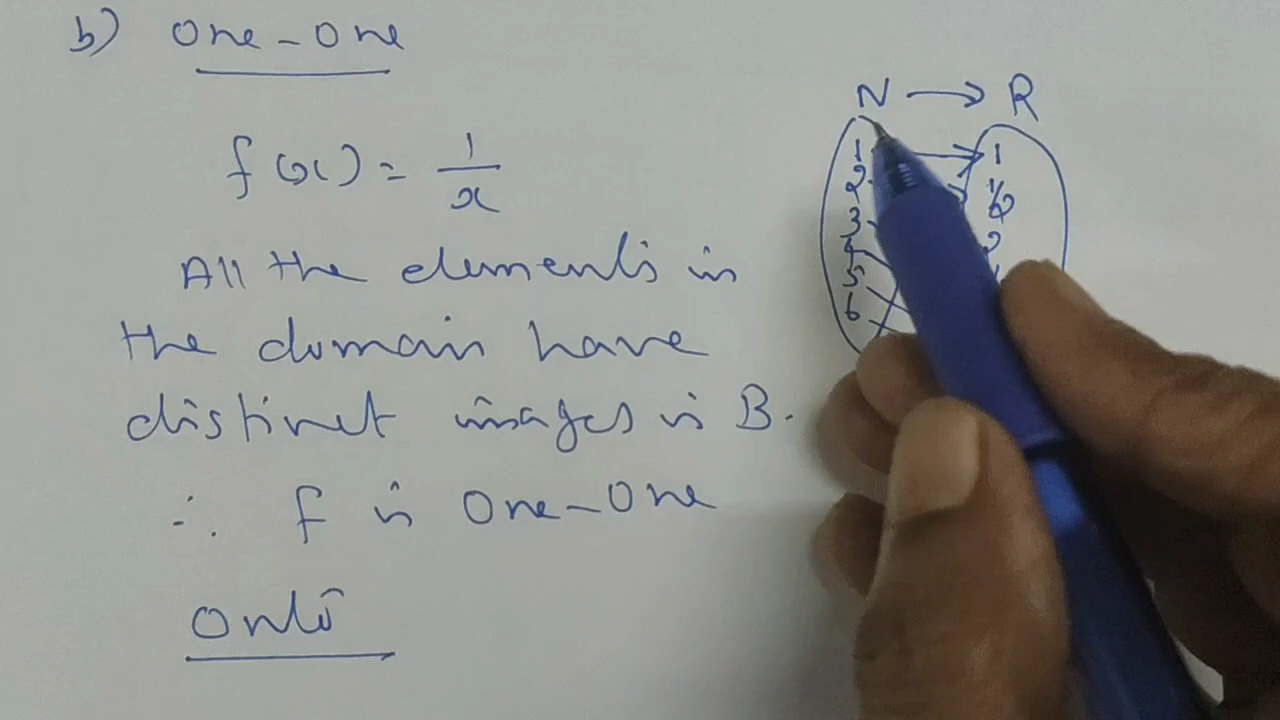 b) one-one
N → R
f(x) = 1/x
1 1
2 1/2
3 2
4
5
6
All the elements in
the domain have
distinct images in B.
∴ f is one-one
onto